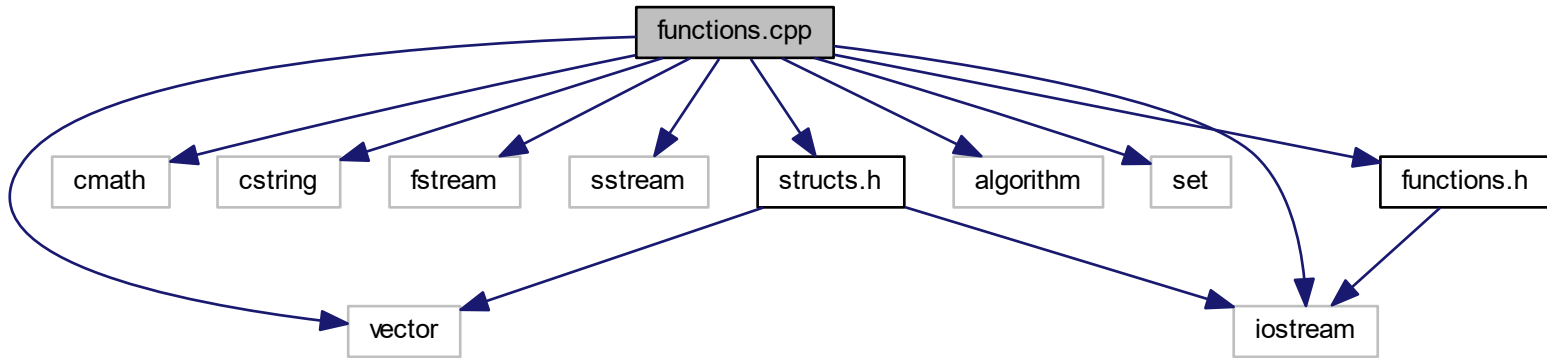 functions.cpp
cmath
cstring
fstream
sstream
structs.h
algorithm
set
functions.h
vector
iostream